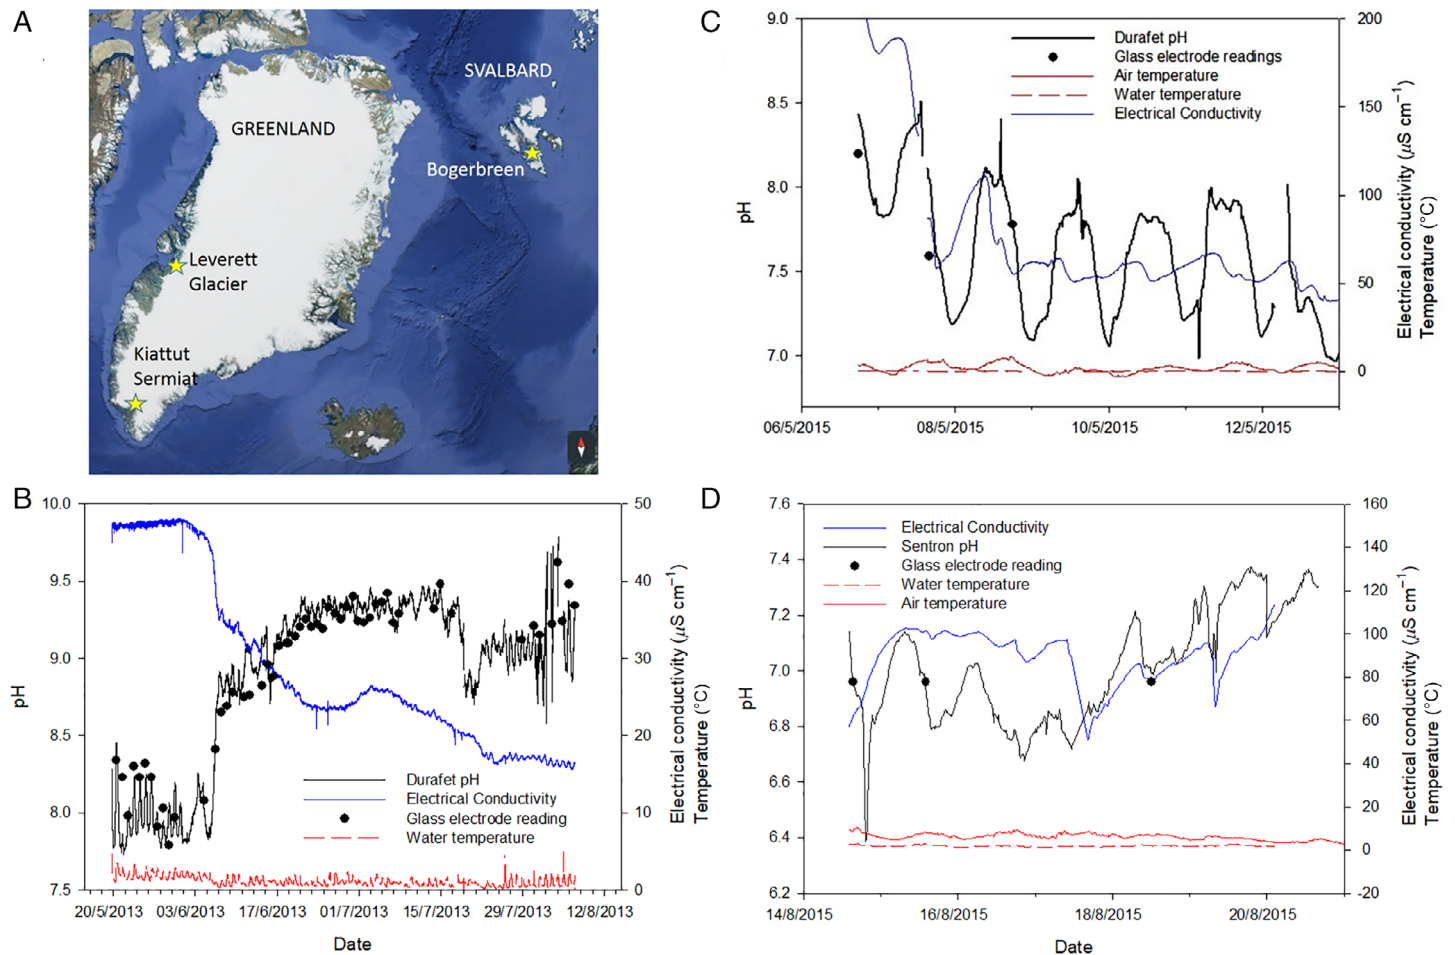 A
SVALBARD
GREENLAND
Bogerbreen
Leverett
Glacier
Kiattut
Sermiat
C
9.0
8.5
8.0
7.5
7.0
pH
200
150
100
50
0
Electrical conductivity (µS cm⁻¹)
Temperature (°C)
Durafet pH
Glass electrode readings
Air temperature
Water temperature
Electrical Conductivity
06/5/2015
08/5/2015
10/5/2015
12/5/2015
B
10.0
9.5
9.0
8.5
8.0
7.5
pH
50
40
30
20
10
0
Electrical conductivity (µS cm⁻¹)
Temperature (°C)
Durafet pH
Electrical Conductivity
Glass electrode reading
Water temperature
20/5/2013
03/6/2013
17/6/2013
01/7/2013
15/7/2013
29/7/2013
12/8/2013
Date
D
7.6
7.4
7.2
7.0
6.8
6.6
6.4
6.2
pH
160
140
120
100
80
60
40
20
0
-20
Electrical conductivity (µS cm⁻¹)
Temperature (°C)
Electrical Conductivity
Sentron pH
Glass electrode reading
Water temperature
Air temperature
14/8/2015
16/8/2015
18/8/2015
20/8/2015
Date